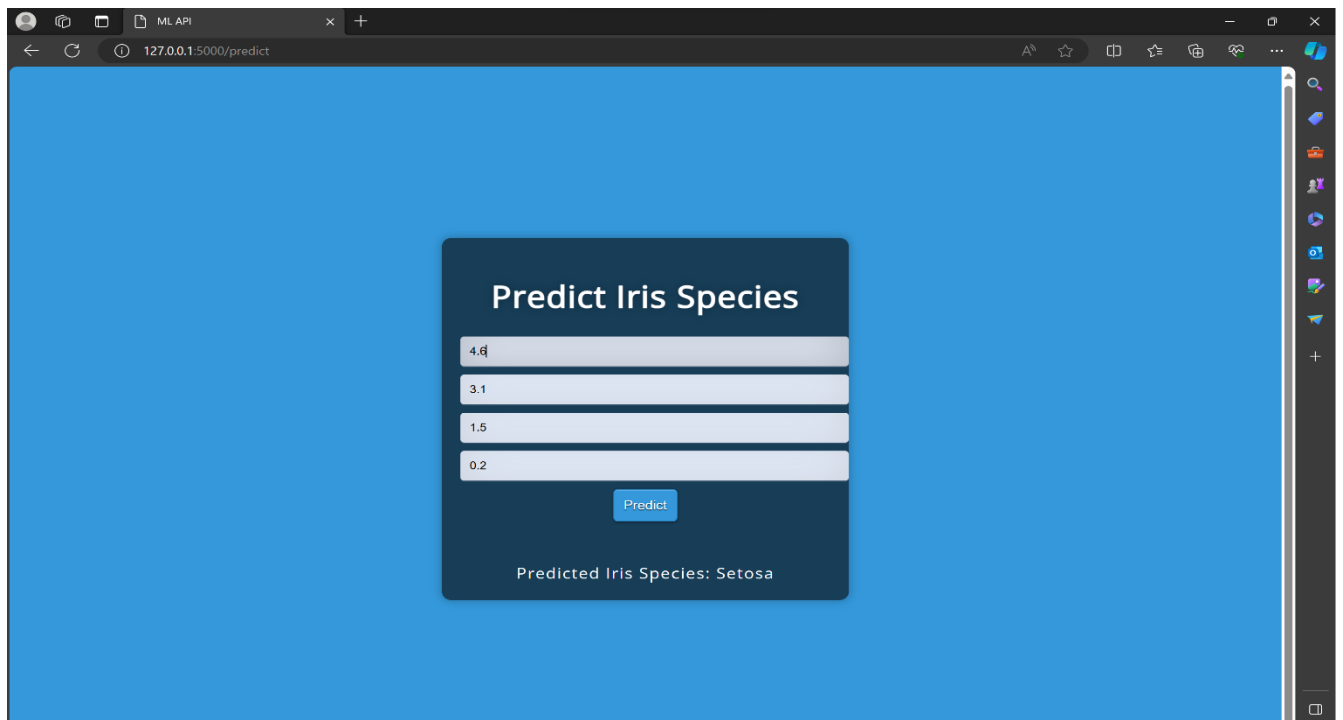 ML API
127.0.0.1:5000/predict
Predict Iris Species
4.6
3.1
1.5
0.2
Predict
Predicted Iris Species: Setosa